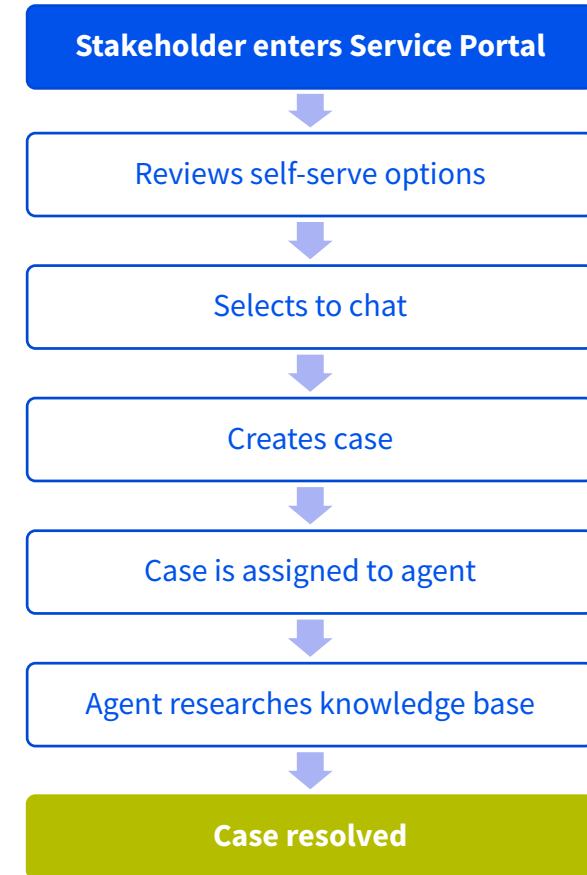 Stakeholder enters Service Portal
Reviews self-serve options
Selects to chat
Creates case
Case is assigned to agent
Agent researches knowledge base
Case resolved